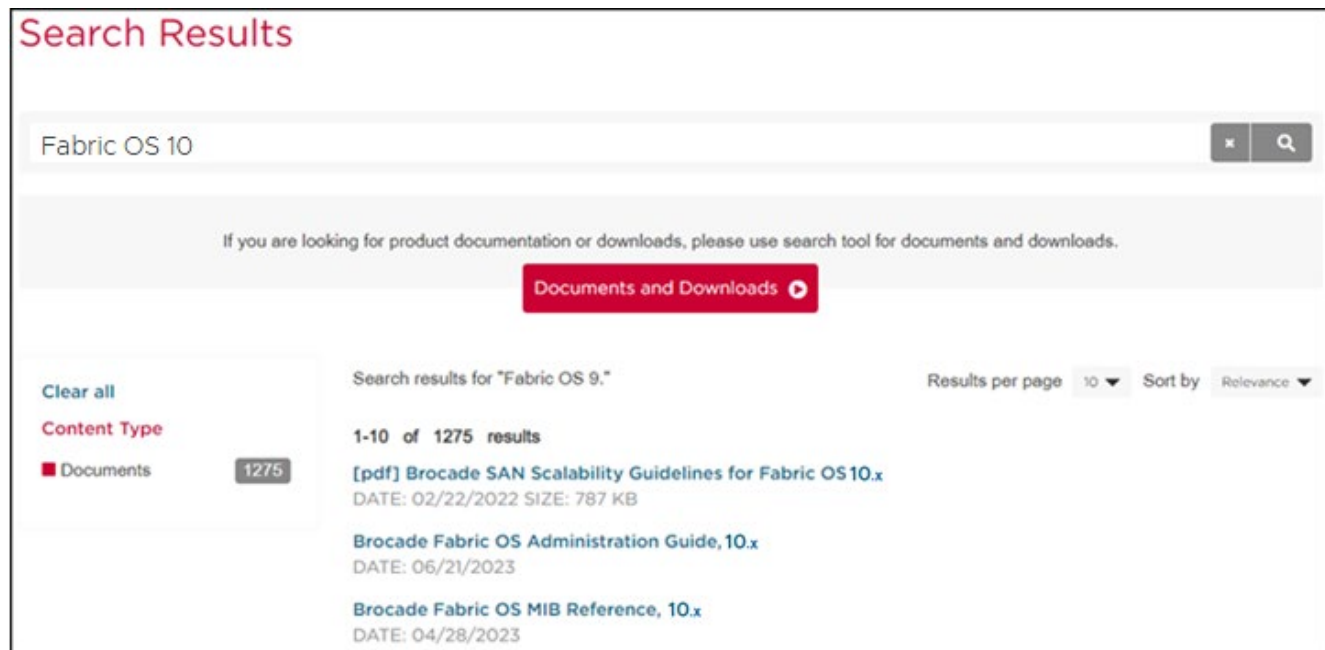 Search Results
Fabric OS 10
If you are looking for product documentation or downloads, please use search tool for documents and downloads.
Documents and Downloads
Clear all
Content Type
Documents 1275
Search results for "Fabric OS 9."
Results per page 10 Sort by Relevance
1-10 of 1275 results
[pdf] Brocade SAN Scalability Guidelines for Fabric OS 10.x
DATE: 02/22/2022 SIZE: 787 KB
Brocade Fabric OS Administration Guide, 10.x
DATE: 06/21/2023
Brocade Fabric OS MIB Reference, 10.x
DATE: 04/28/2023